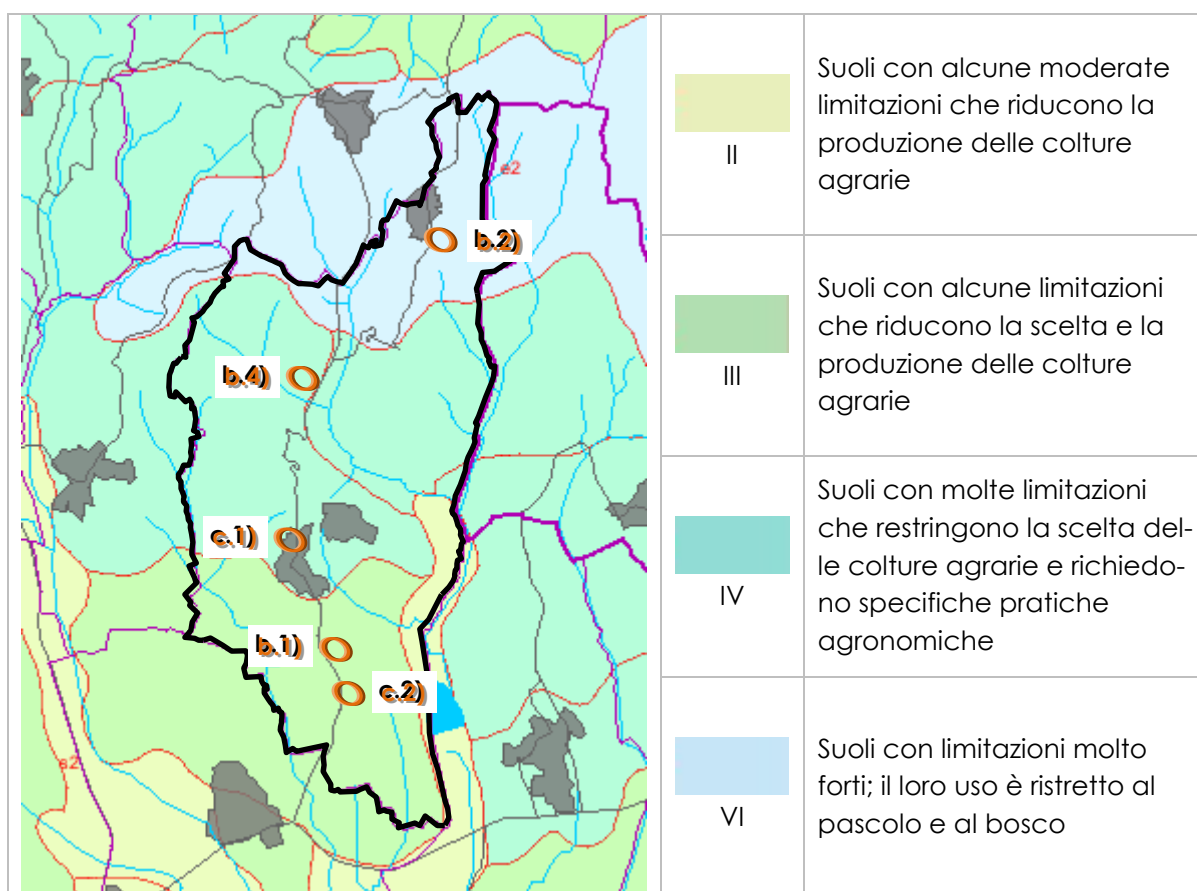 e2
b.2)
b.4)
c.1)
b.1)
c.2)
s2
II
Suoli con alcune moderate
limitazioni che riducono la
produzione delle colture
agrarie
III
Suoli con alcune limitazioni
che riducono la scelta e la
produzione delle colture
agrarie
IV
Suoli con molte limitazioni
che restringono la scelta del-
le colture agrarie e richiedo-
no specifiche pratiche
agronomiche
VI
Suoli con limitazioni molto
forti; il loro uso è ristretto al
pascolo e al bosco